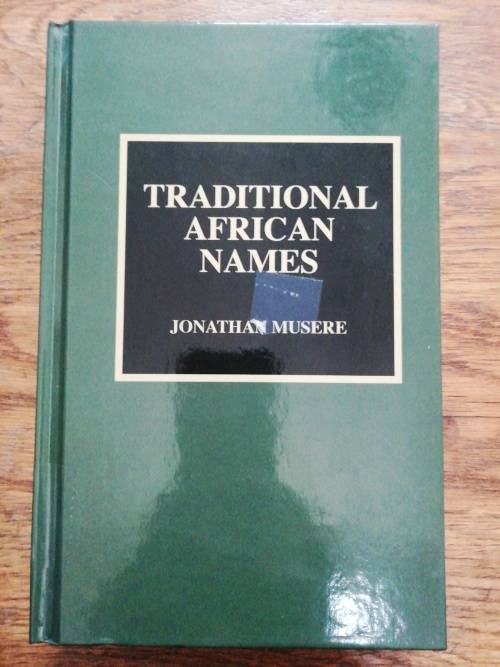 TRADITIONAL
AFRICAN
NAMES
JONATHAN MUSERE